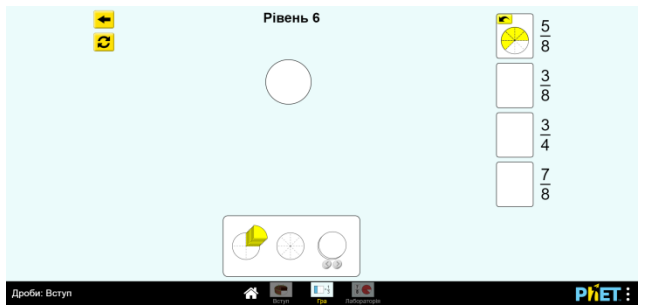 Рівень 6
5
8
3
8
3
4
7
8
Дроби: Вступ
Вступ
Гра
Лабораторія
PhET